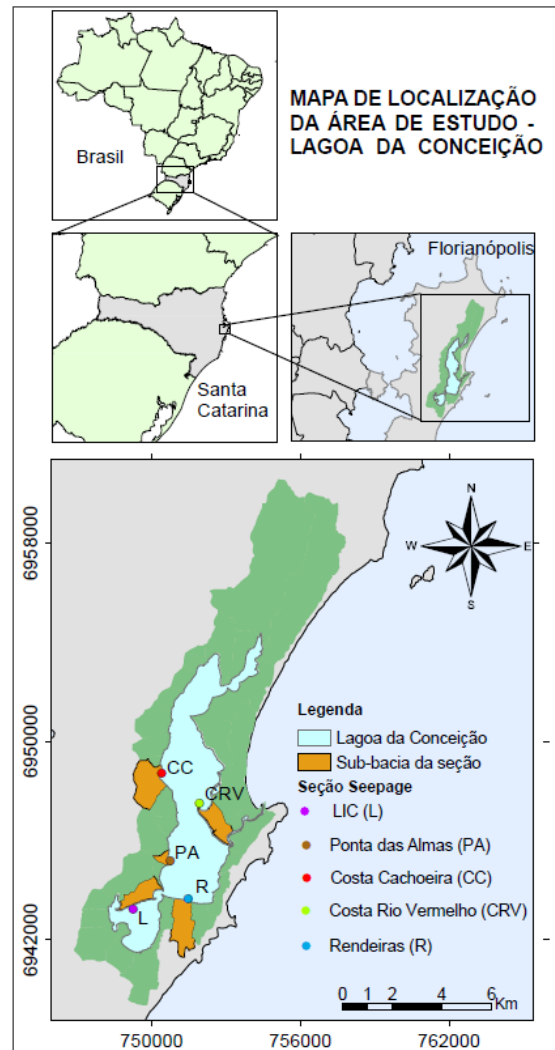 MAPA DE LOCALIZAÇÃO
DA ÁREA DE ESTUDO -
LAGOA DA CONCEIÇÃO
Brasil
Florianópolis
Santa
Catarina
6958000
6950000
6942000
N
W
E
S
CC
CRV
PA
R
L
Legenda
Lagoa da Conceição
Sub-bacia da seção
Seção Seepage
LIC (L)
Ponta das Almas (PA)
Costa Cachoeira (CC)
Costa Rio Vermelho (CRV)
Rendeiras (R)
0 1 2 4 6
Km
750000 756000 762000